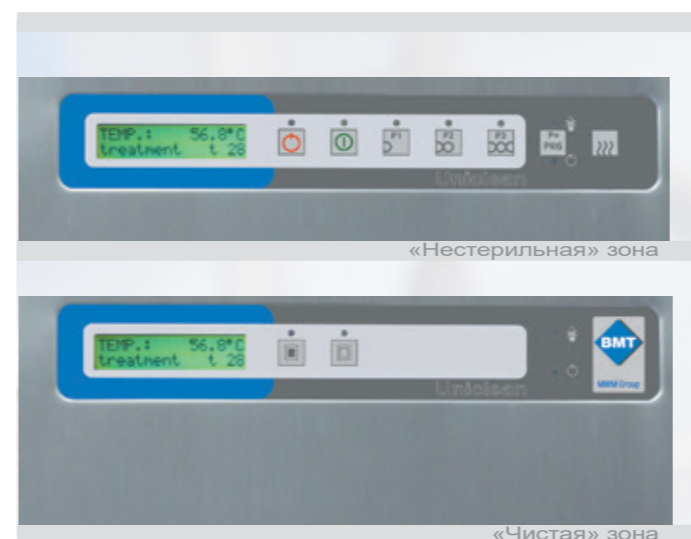 TEMP.: 56.8°C
treatment t 28
P1
P2
P3
P+
PRG
Uniclean
«Нестерильная» зона
TEMP.: 56.8°C
treatment t 28
Uniclean
BMT
MMM Group
«Чистая» зона